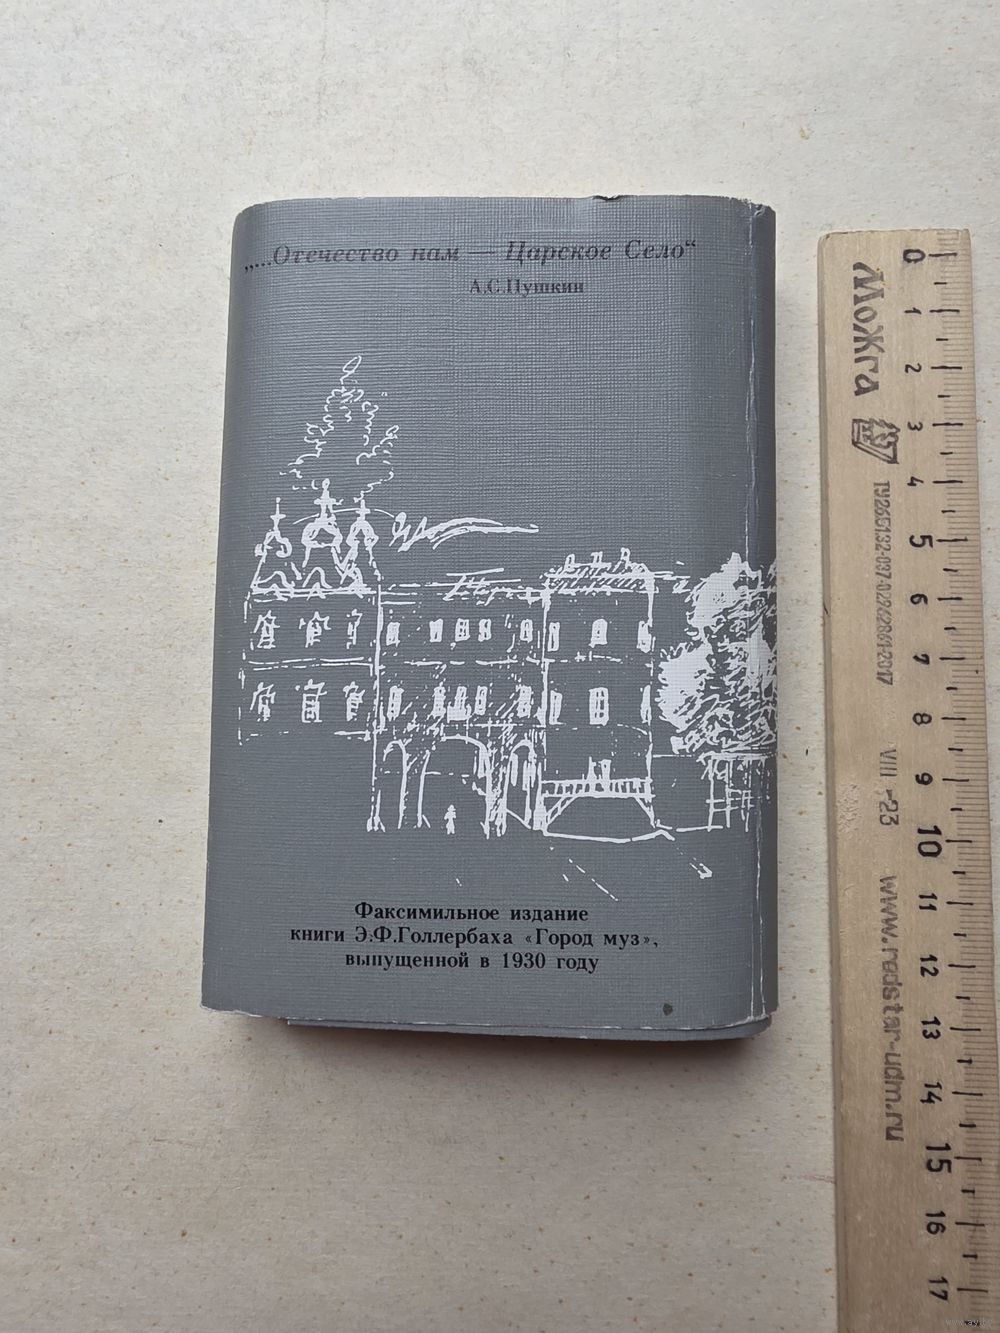 „...Отечество нам — Царское Село“
А.С.Пушкин
Факсимильное издание
книги Э.Ф.Голлербаха «Город муз»,
выпущенной в 1930 году
0 1 2 3 4 5 6 7 8 9 10 11 12 13 14 15 16 17
МоЖга
VIII -23 www.redstar-udm.ru